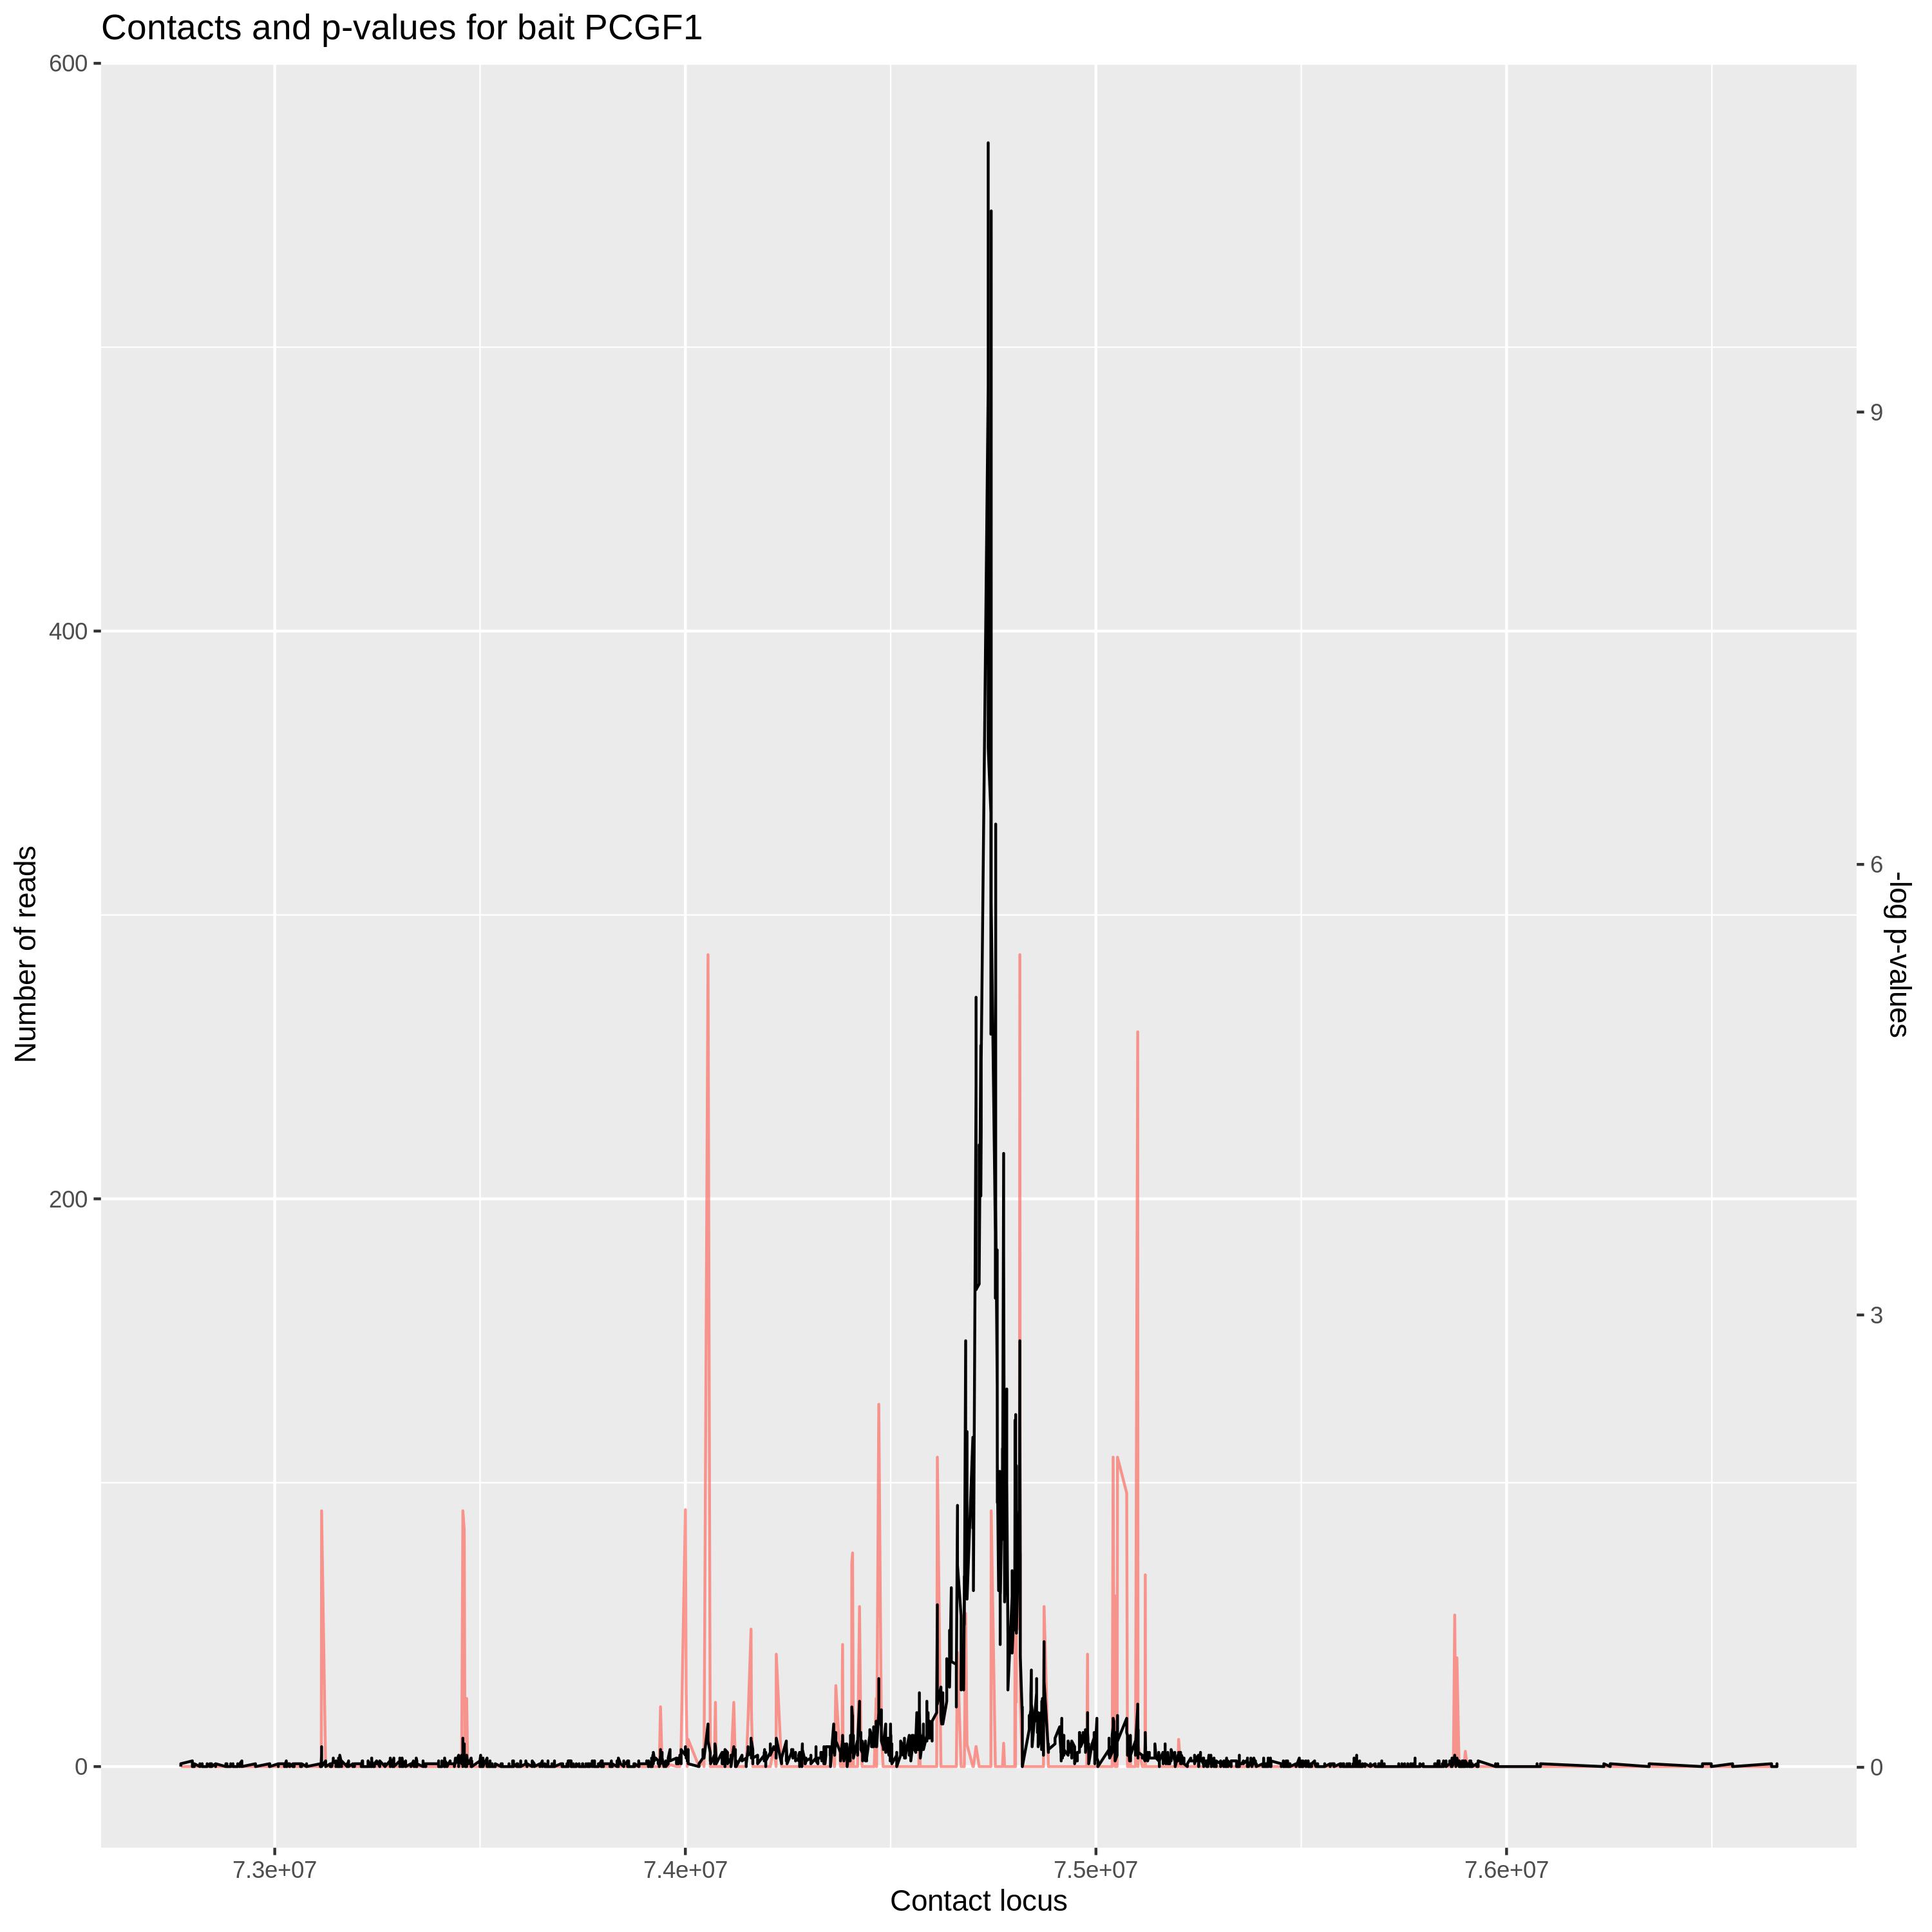 Contacts and p-values for bait PCGF1
600
400
200
0
Number of reads
9
6
3
0
-log p-values
7.3e+07 7.4e+07 7.5e+07 7.6e+07
Contact locus